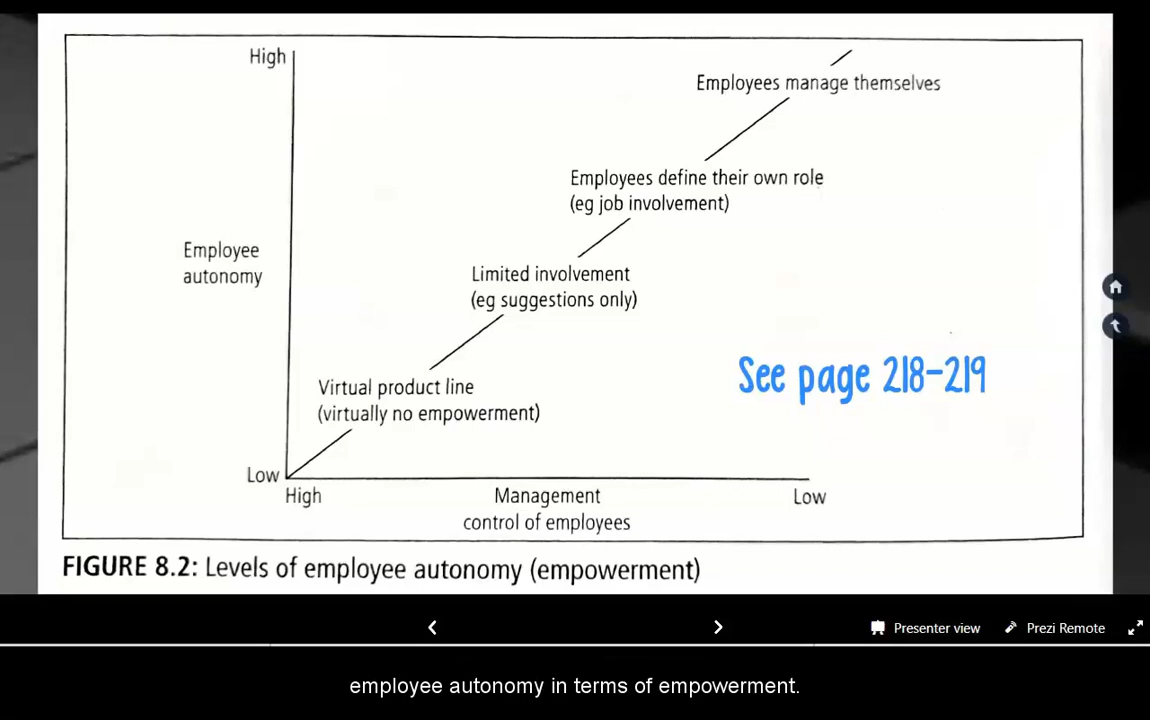 High
Employees manage themselves
Employees define their own role
(eg job involvement)
Employee
autonomy
Limited involvement
(eg suggestions only)
See page 218-219
Virtual product line
(virtually no empowerment)
Low
High
Management
control of employees
Low
FIGURE 8.2: Levels of employee autonomy (empowerment)
Presenter view
Prezi Remote
employee autonomy in terms of empowerment.